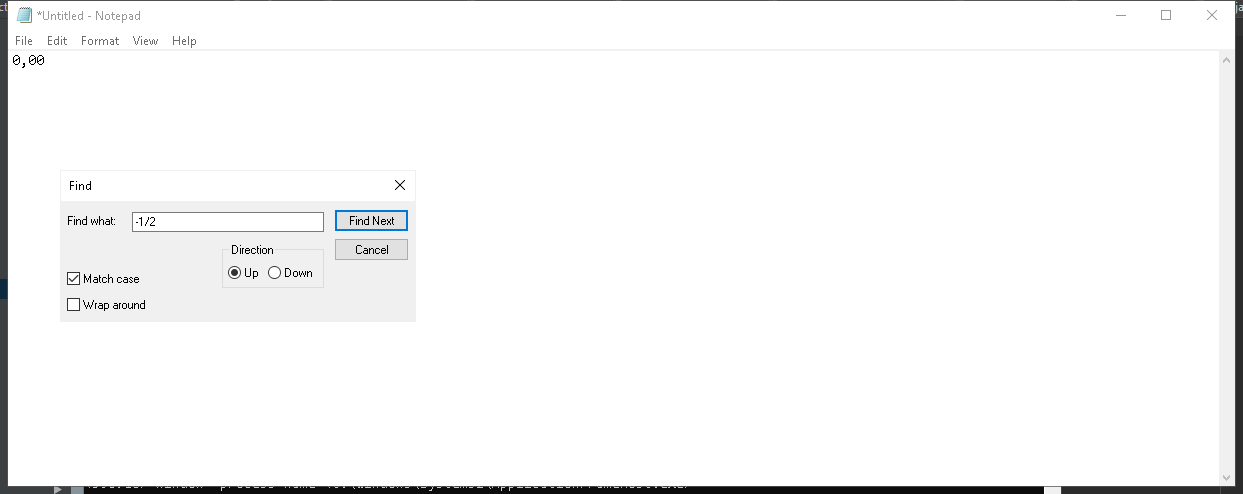 *Untitled - Notepad
File Edit Format View Help
0,00
Find
Find what: -1/2 Find Next
Direction Cancel
Up Down
Match case
Wrap around